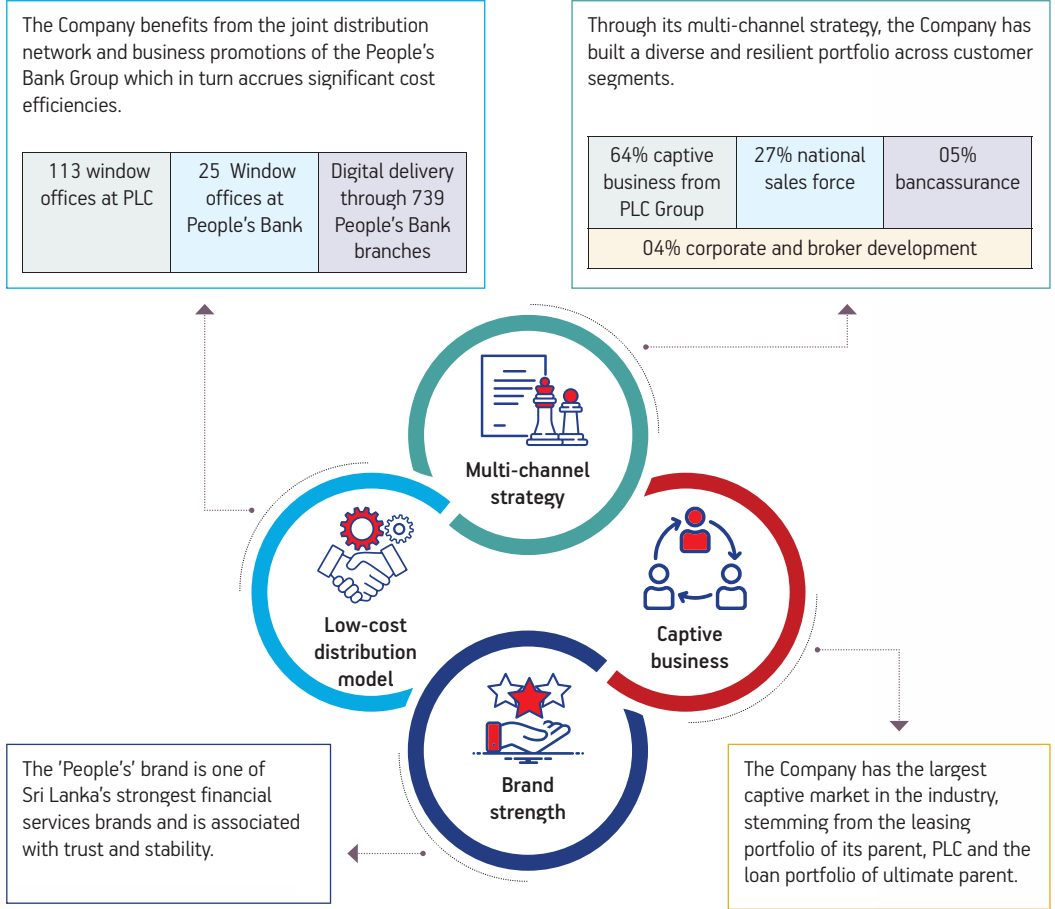 The Company benefits from the joint distribution
network and business promotions of the People's
Bank Group which in turn accrues significant cost
efficiencies.
113 window
offices at PLC
25 Window
offices at
People's Bank
Digital delivery
through 739
People's Bank
branches
Through its multi-channel strategy, the Company has
built a diverse and resilient portfolio across customer
segments.
64% captive
business from
PLC Group
27% national
sales force
05%
bancassurance
04% corporate and broker development
Multi-channel
strategy
Low-cost
distribution
model
Captive
business
Brand
strength
The 'People's' brand is one of
Sri Lanka's strongest financial
services brands and is associated
with trust and stability.
The Company has the largest
captive market in the industry,
stemming from the leasing
portfolio of its parent, PLC and the
loan portfolio of ultimate parent.